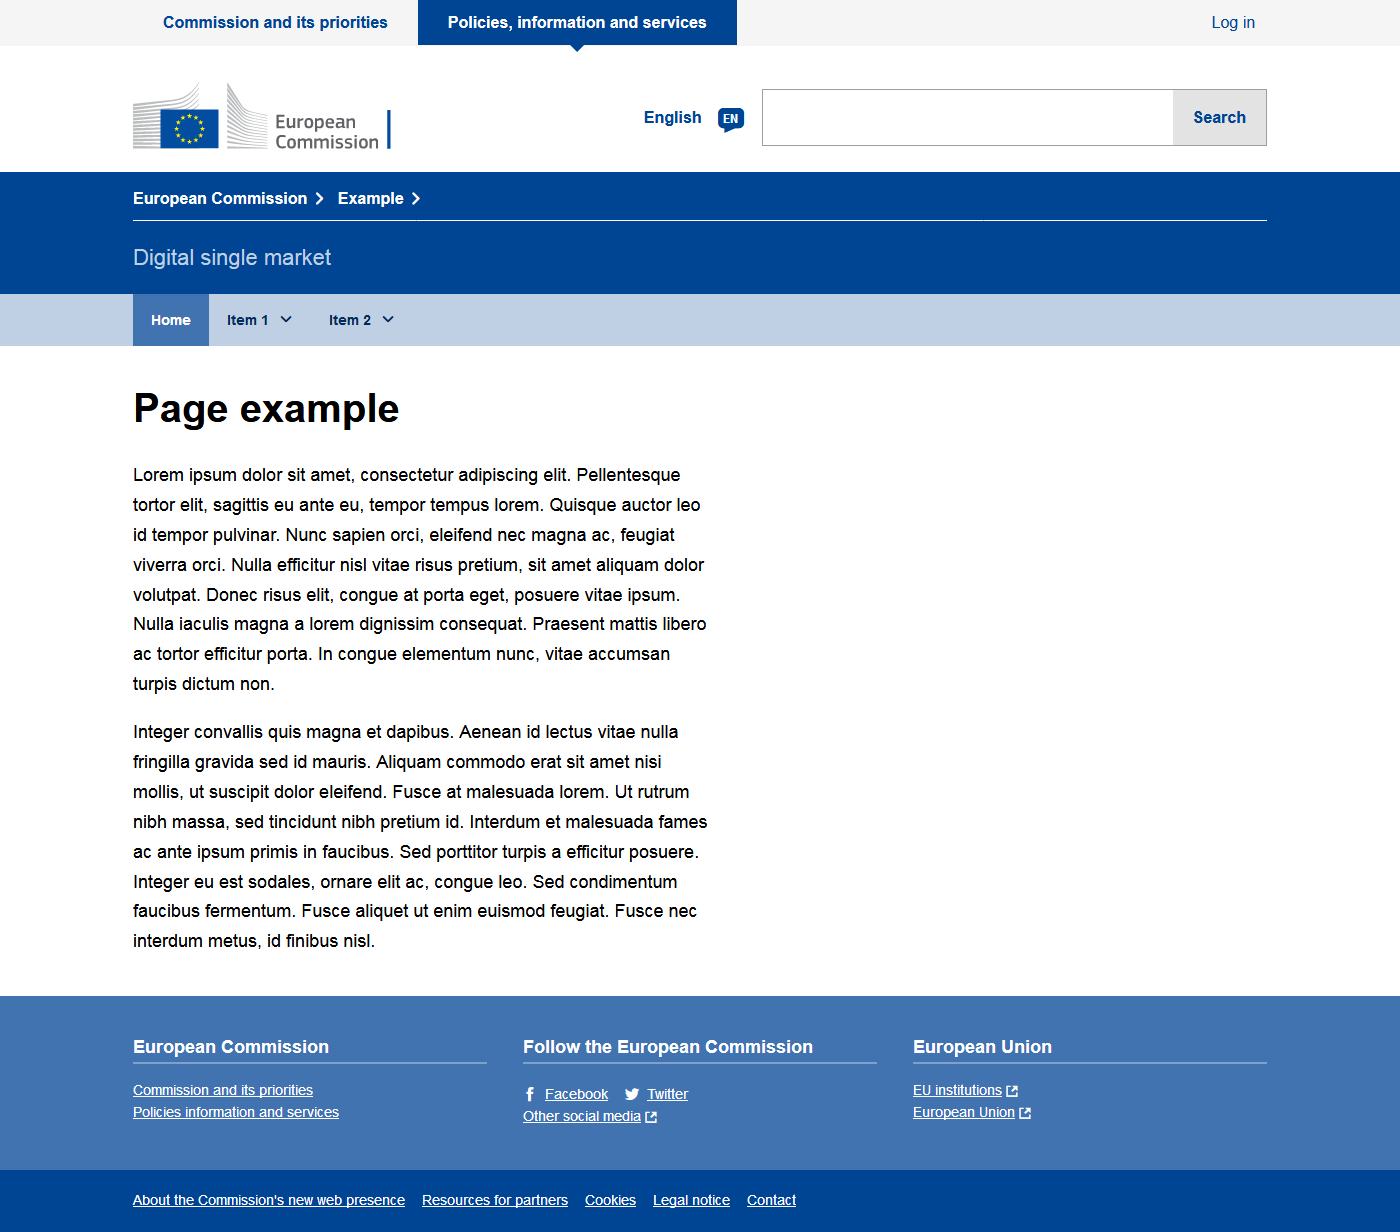 Commission and its priorities
Policies, information and services
Log in
European
Commission
English
EN
Search
European Commission
Example
Digital single market
Home
Item 1
Item 2
Page example
Lorem ipsum dolor sit amet, consectetur adipiscing elit. Pellentesque
tortor elit, sagittis eu ante eu, tempor tempus lorem. Quisque auctor leo
id tempor pulvinar. Nunc sapien orci, eleifend nec magna ac, feugiat
viverra orci. Nulla efficitur nisl vitae risus pretium, sit amet aliquam dolor
volutpat. Donec risus elit, congue at porta eget, posuere vitae ipsum.
Nulla iaculis magna a lorem dignissim consequat. Praesent mattis libero
ac tortor efficitur porta. In congue elementum nunc, vitae accumsan
turpis dictum non.
Integer convallis quis magna et dapibus. Aenean id lectus vitae nulla
fringilla gravida sed id mauris. Aliquam commodo erat sit amet nisi
mollis, ut suscipit dolor eleifend. Fusce at malesuada lorem. Ut rutrum
nibh massa, sed tincidunt nibh pretium id. Interdum et malesuada fames
ac ante ipsum primis in faucibus. Sed porttitor turpis a efficitur posuere.
Integer eu est sodales, ornare elit ac, congue leo. Sed condimentum
faucibus fermentum. Fusce aliquet ut enim euismod feugiat. Fusce nec
interdum metus, id finibus nisl.
European Commission
Commission and its priorities
Policies information and services
Follow the European Commission
Facebook
Twitter
Other social media
European Union
EU institutions
European Union
About the Commission's new web presence
Resources for partners
Cookies
Legal notice
Contact